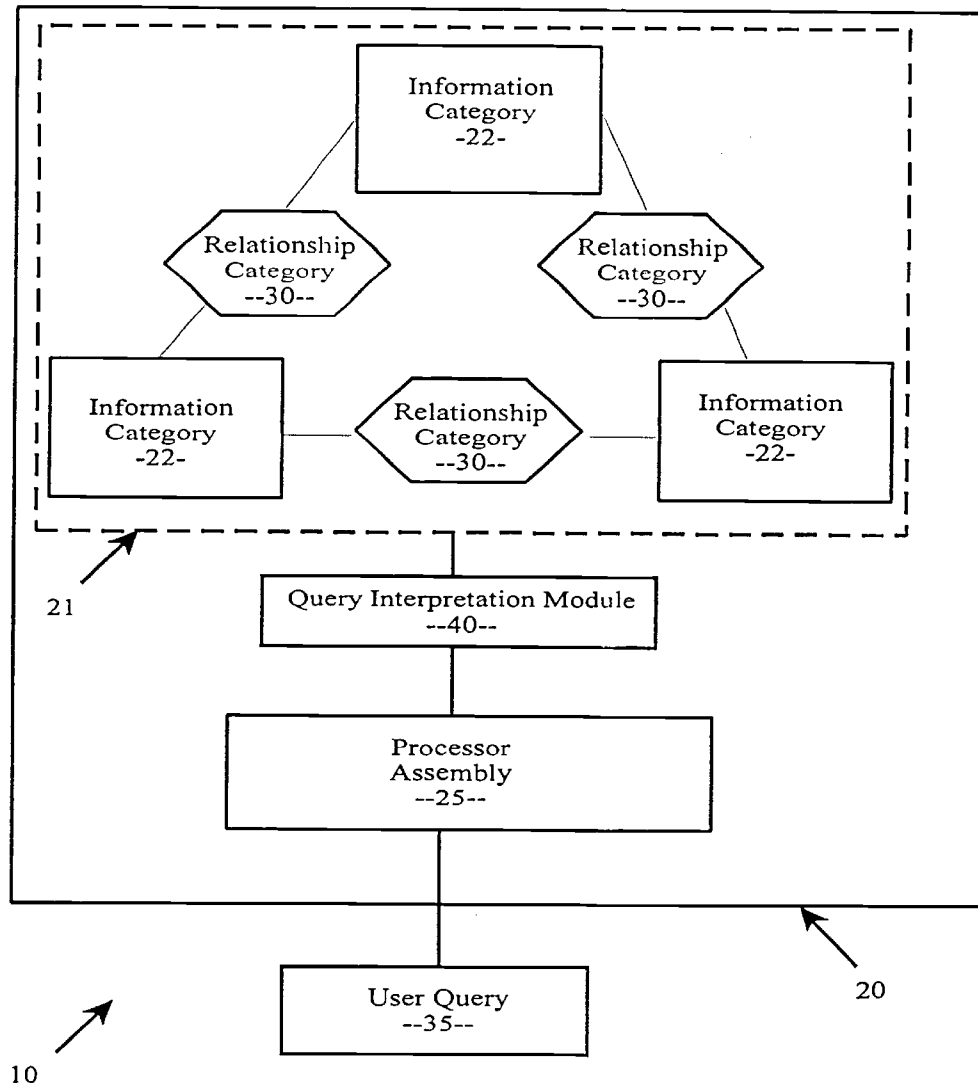 Information
Category
-22-
Relationship
Category
--30--
Relationship
Category
--30--
Information
Category
-22-
Relationship
Category
--30--
Information
Category
-22-
21
Query Interpretation Module
--40--
Processor
Assembly
--25--
20
User Query
--35--
10